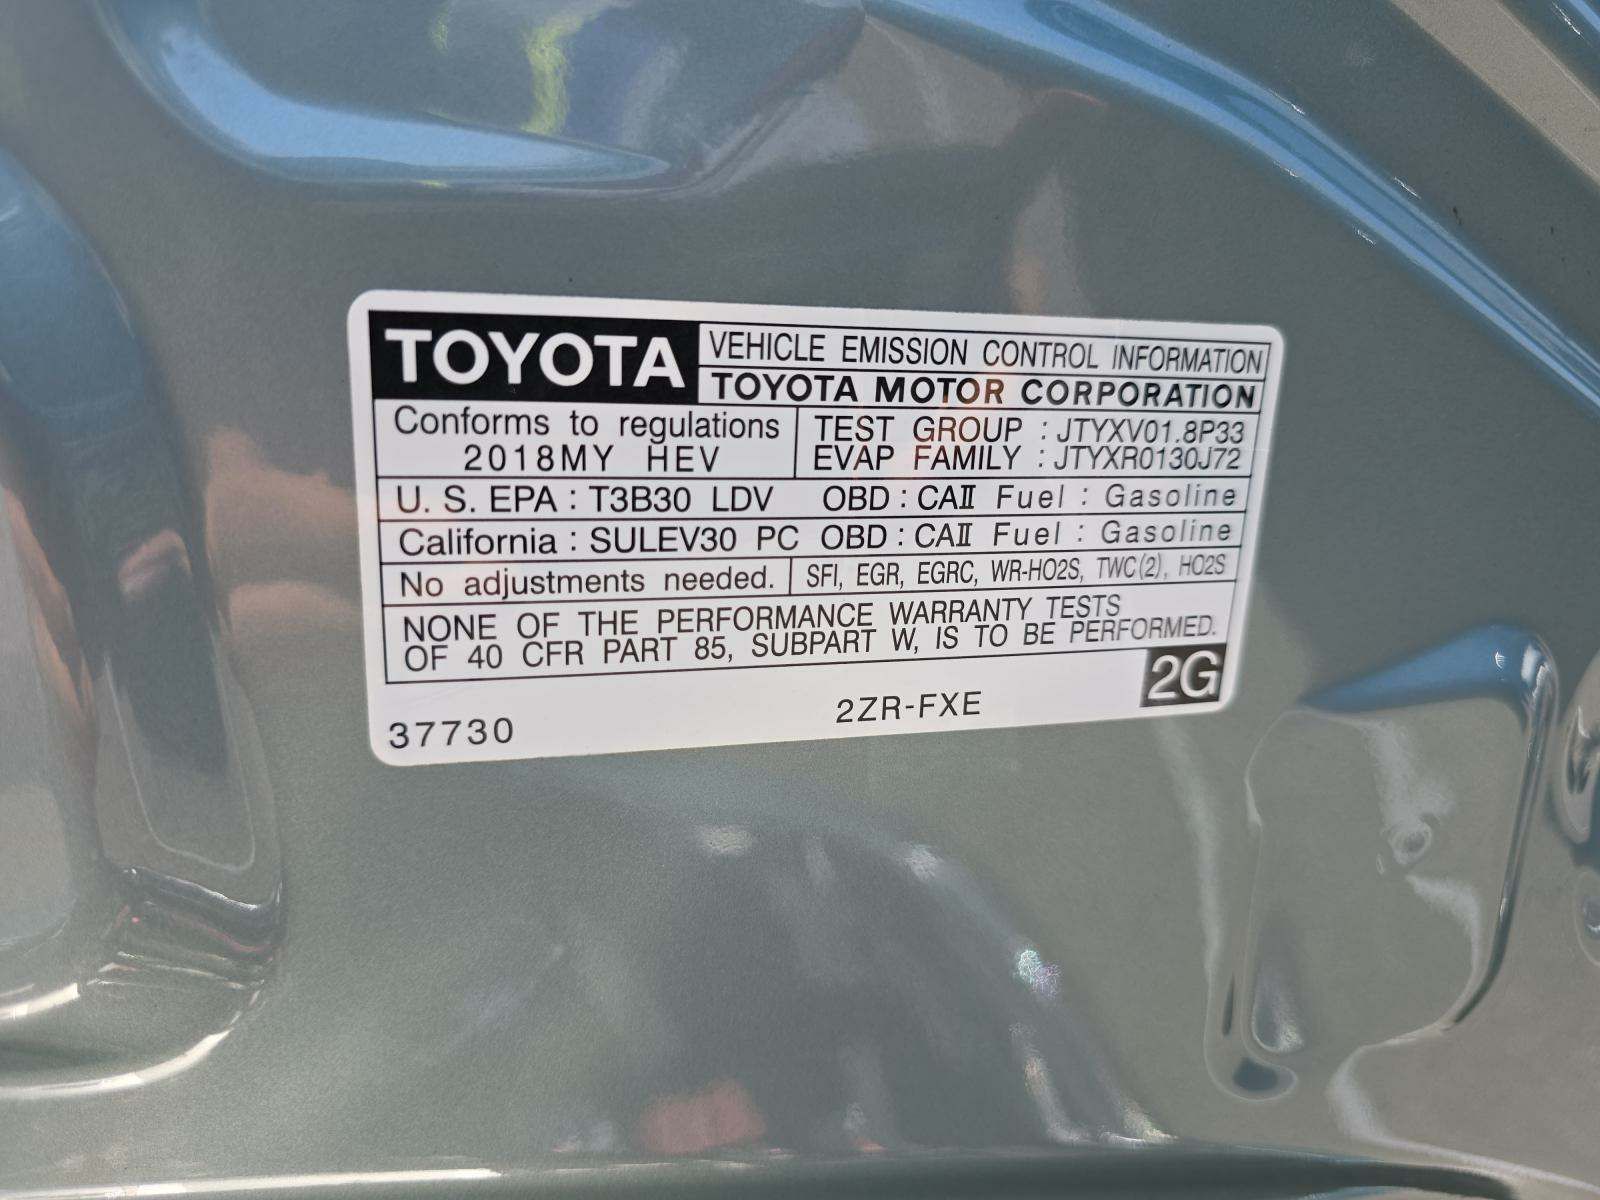 TOYOTA
VEHICLE EMISSION CONTROL INFORMATION
TOYOTA MOTOR CORPORATION
Conforms to regulations
2018MY HEV
TEST GROUP : JTYXV01.8P33
EVAP FAMILY : JTYXR0130J72
U. S. EPA : T3B30 LDV OBD : CAⅡ Fuel : Gasoline
California : SULEV30 PC OBD : CAⅡ Fuel : Gasoline
No adjustments needed. SFI, EGR, EGRC, WR-HO2S, TWC(2), HO2S
NONE OF THE PERFORMANCE WARRANTY TESTS
OF 40 CFR PART 85, SUBPART W, IS TO BE PERFORMED.
2G
37730 2ZR-FXE